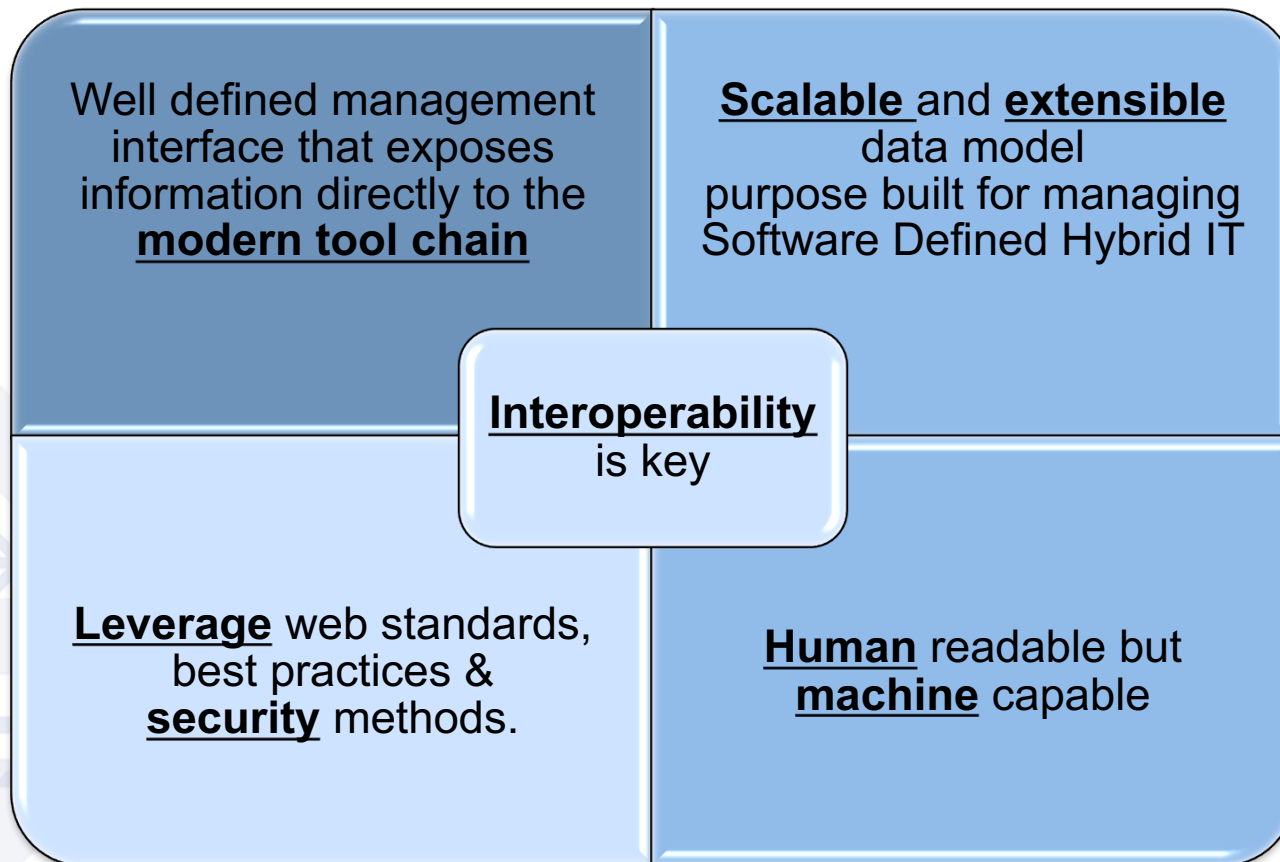 Well defined management
interface that exposes
information directly to the
modern tool chain
Scalable and extensible
data model
purpose built for managing
Software Defined Hybrid IT
Interoperability
is key
Leverage web standards,
best practices &
security methods.
Human readable but
machine capable